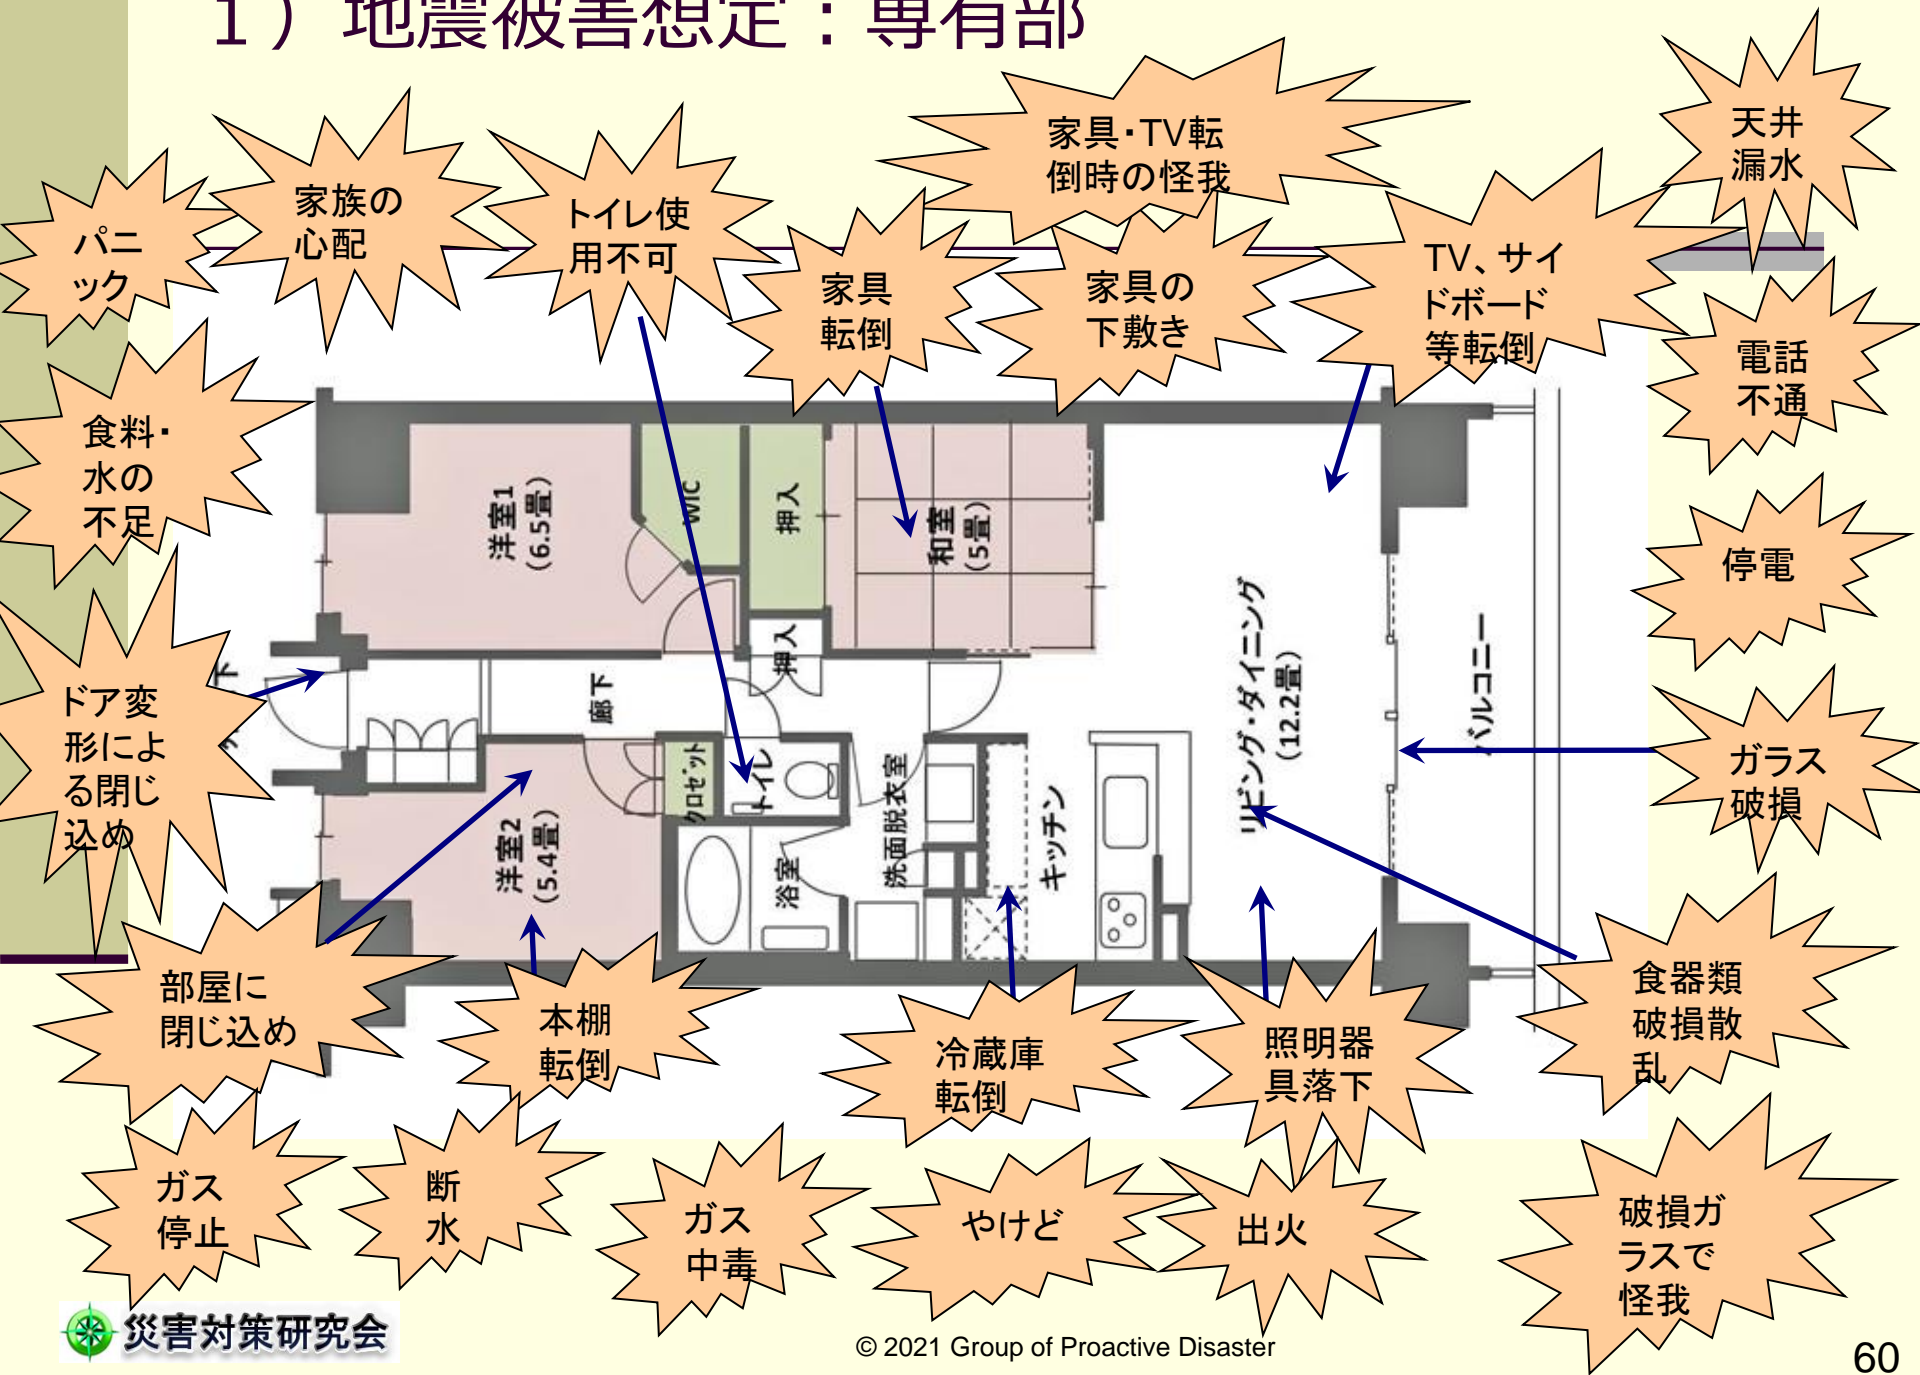 １）地震被害想定：専有部
天井
漏水
家具・TV転
倒時の怪我
家族の
心配
トイレ使
用不可
パニ
ック
家具
転倒
家具の
下敷き
TV、サイ
ドボード
等転倒
電話
不通
食料・
水の
不足
停電
洋室1
(6.5畳)
WIC
押入
和室
(5畳)
押入
廊下
下
リビング・ダイニング
(12.2畳)
バルコニー
ドア変
形によ
る閉じ
込め
ガラス
破損
洋室2
(5.4畳)
クロゼット
トイレ
浴室
洗面脱衣室
キッチン
部屋に
閉じ込め
本棚
転倒
冷蔵庫
転倒
照明器
具落下
食器類
破損散
乱
ガス
停止
断
水
ガス
中毒
やけど
出火
破損ガ
ラスで
怪我
災害対策研究会
© 2021 Group of Proactive Disaster
60